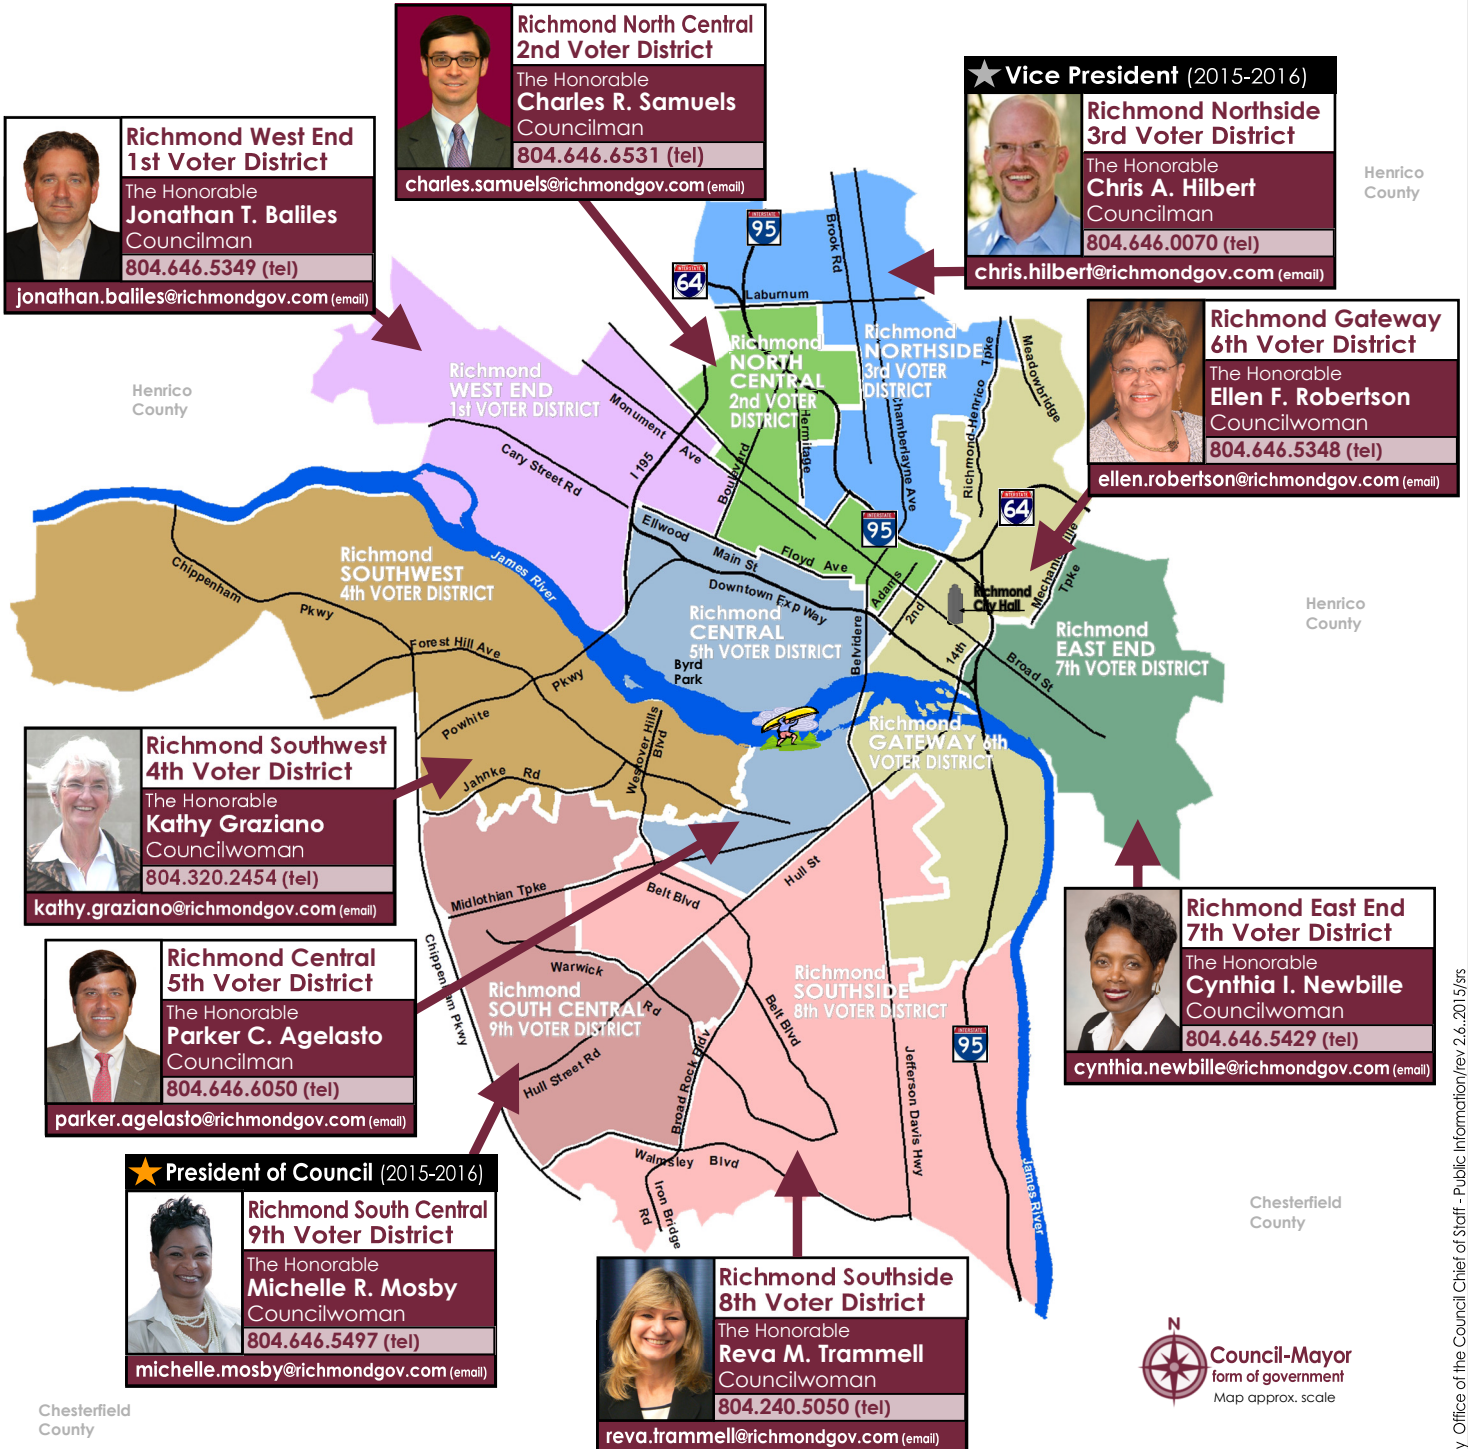 Richmond North Central
2nd Voter District
The Honorable
Charles R. Samuels
Councilman
804.646.6531 (tel)
charles.samuels@richmondgov.com (email)
Vice President (2015-2016)
Richmond Northside
3rd Voter District
The Honorable
Chris A. Hilbert
Councilman
804.646.0070 (tel)
chris.hilbert@richmondgov.com (email)
Richmond West End
1st Voter District
The Honorable
Jonathan T. Baliles
Councilman
804.646.5349 (tel)
jonathan.baliles@richmondgov.com (email)
Henrico
County
Richmond Gateway
6th Voter District
The Honorable
Ellen F. Robertson
Councilwoman
804.646.5348 (tel)
ellen.robertson@richmondgov.com (email)
INTERSTATE
95
INTERSTATE
64
Brook Rd
Laburnum
Richmond
NORTH
CENTRAL
2nd VOTER
DISTRICT
Richmond
NORTHSIDE
3rd VOTER
DISTRICT
Richmond-Henrico Tpke
Meadowbridge
Richmond
WEST END
1st VOTER DISTRICT
Henrico
County
Monument Ave
Cary Street Rd
I 195
Boulevard
Hermitage
Chamberlayne Ave
INTERSTATE
64
INTERSTATE
95
Ellwood
Main St
Floyd Ave
Downtown Exp Way
Adams
2nd
14th
Belvidere
Richmond
City Hall
Mechanicsville Tpke
Broad St
Richmond
SOUTHWEST
4th VOTER DISTRICT
James River
Chippenham Pkwy
Forest Hill Ave
Powhite Pkwy
Jahnke Rd
Westover Hills Blvd
Richmond
CENTRAL
5th VOTER DISTRICT
Byrd
Park
Richmond
EAST END
7th VOTER DISTRICT
Henrico
County
Richmond
GATEWAY 6th
VOTER DISTRICT
Richmond Southwest
4th Voter District
The Honorable
Kathy Graziano
Councilwoman
804.320.2454 (tel)
kathy.graziano@richmondgov.com (email)
Midlothian Tpke
Belt Blvd
Hull St
Chippenham Pkwy
Warwick Rd
Richmond
SOUTH CENTRAL
9th VOTER DISTRICT
Hull Street Rd
Broad Rock Bldv
Belt Blvd
Richmond
SOUTHSIDE
8th VOTER DISTRICT
Jefferson Davis Hwy
INTERSTATE
95
Walmsley Blvd
Iron Bridge Rd
James River
Richmond East End
7th Voter District
The Honorable
Cynthia I. Newbille
Councilwoman
804.646.5429 (tel)
cynthia.newbille@richmondgov.com (email)
Richmond Central
5th Voter District
The Honorable
Parker C. Agelasto
Councilman
804.646.6050 (tel)
parker.agelasto@richmondgov.com (email)
President of Council (2015-2016)
Richmond South Central
9th Voter District
The Honorable
Michelle R. Mosby
Councilwoman
804.646.5497 (tel)
michelle.mosby@richmondgov.com (email)
Richmond Southside
8th Voter District
The Honorable
Reva M. Trammell
Councilwoman
804.240.5050 (tel)
reva.trammell@richmondgov.com (email)
Chesterfield
County
Chesterfield
County
N
Council-Mayor
form of government
Map approx. scale
Office of the Council Chief of Staff - Public Information/rev 2.6..2015/srs